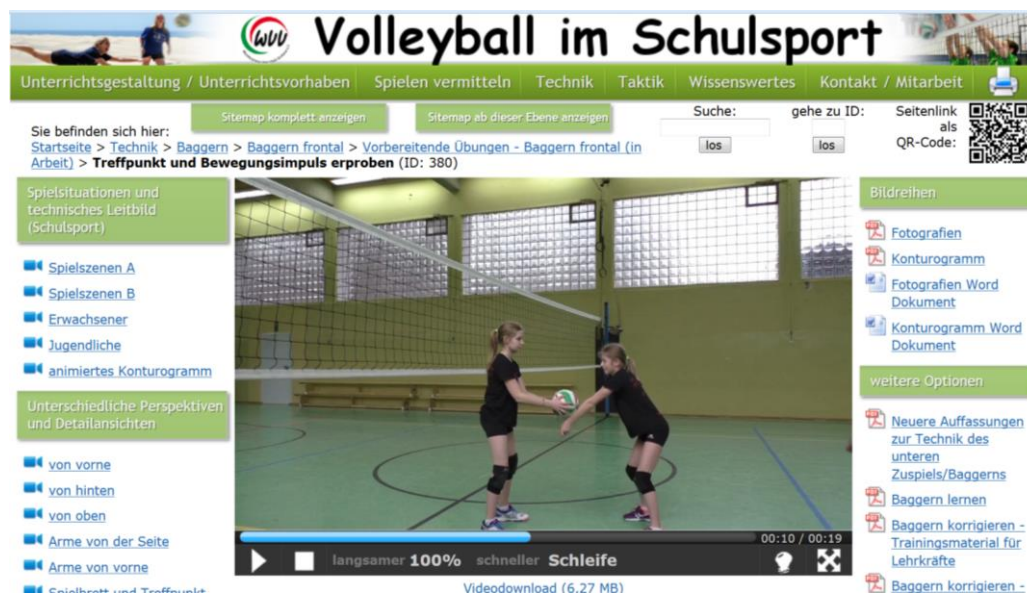 WVV
Volleyball im Schulsport
Unterrichtsgestaltung / Unterrichtsvorhaben Spielen vermitteln Technik Taktik Wissenswertes Kontakt / Mitarbeit
Sitemap komplett anzeigen
Sitemap ab dieser Ebene anzeigen
Suche:
los
gehe zu ID:
los
Seitenlink
als
QR-Code:
Sie befinden sich hier:
Startseite > Technik > Baggern > Baggern frontal > Vorbereitende Übungen - Baggern frontal (in
Arbeit) > Treffpunkt und Bewegungsimpuls erproben (ID: 380)
Spielsituationen und
technisches Leitbild
(Schulsport)
Spielszenen A
Spielszenen B
Erwachsener
Jugendliche
animiertes Konturogramm
Unterschiedliche Perspektiven
und Detailansichten
von vorne
von hinten
von oben
Arme von der Seite
Arme von vorne
Spielbrett und Treffpunkt
00:10 / 00:19
langsamer 100% schneller Schleife
Videodownload (6,27 MB)
Bildreihen
Fotografien
Konturogramm
Fotografien Word
Dokument
Konturogramm Word
Dokument
weitere Optionen
Neuere Auffassungen
zur Technik des
unteren
Zuspiels/Baggerns
Baggern lernen
Baggern korrigieren -
Trainingsmaterial für
Lehrkräfte
Baggern korrigieren -